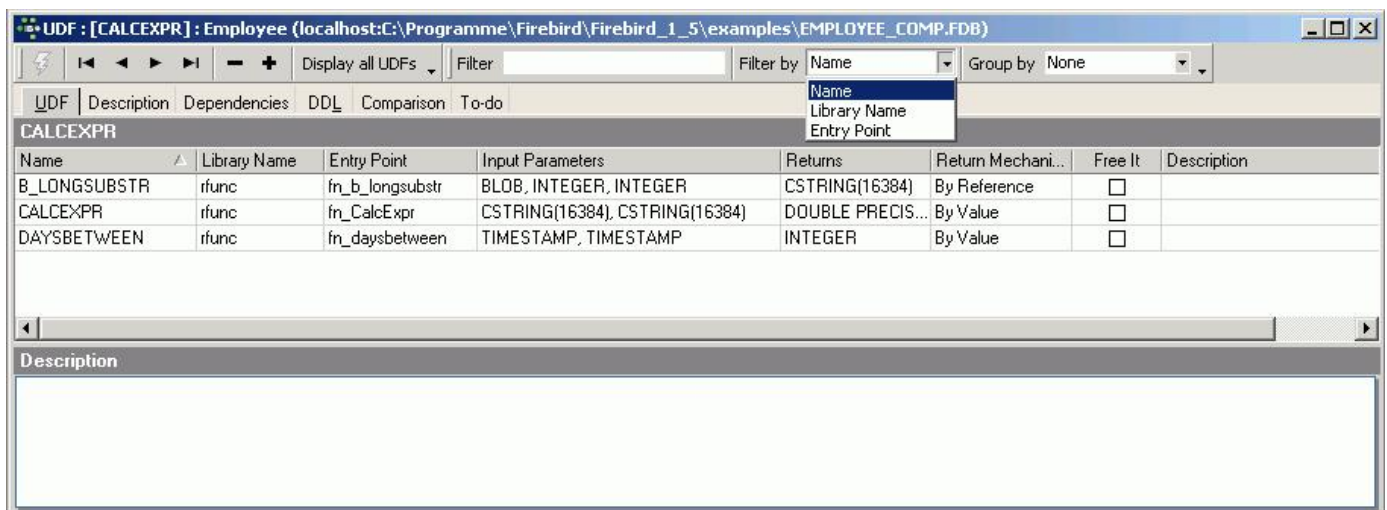 UDF : [CALCEXPR] : Employee (localhost:C:\Programme\Firebird\Firebird_1_5\examples\EMPLOYEE_COMP.FDB)
Display all UDFs Filter Filter by Name Group by None
Name
Library Name
Entry Point
UDF Description Dependencies DDL Comparison To-do
CALCEXPR
Name Library Name Entry Point Input Parameters Returns Return Mechani... Free It Description
B_LONGSUBSTR rfunc fn_b_longsubstr BLOB, INTEGER, INTEGER CSTRING(16384) By Reference
CALCEXPR rfunc fn_CalcExpr CSTRING(16384), CSTRING(16384) DOUBLE PRECIS... By Value
DAYSBETWEEN rfunc fn_daysbetween TIMESTAMP, TIMESTAMP INTEGER By Value
Description